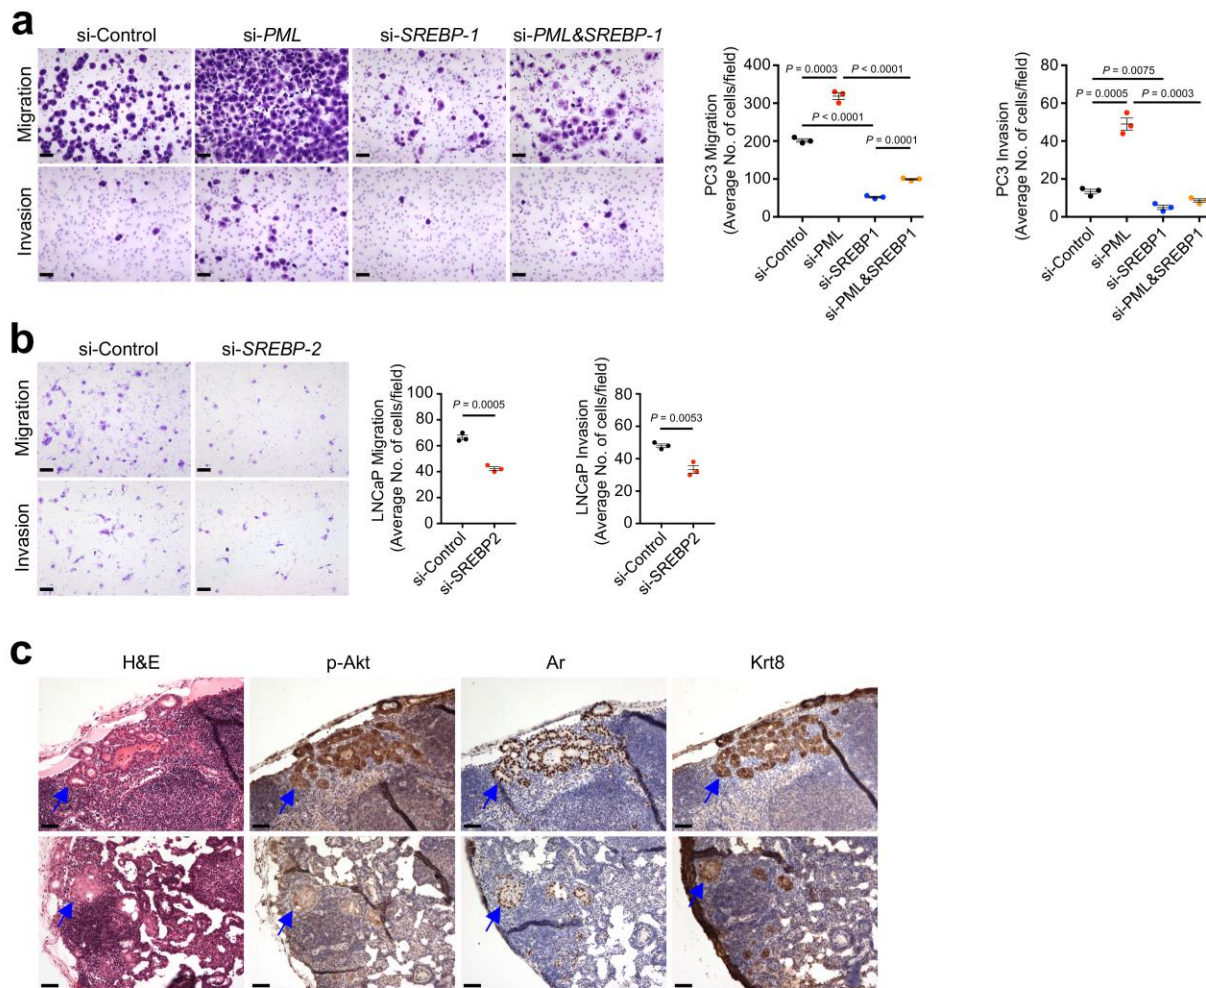 a
si-Control si-PML si-SREBP-1 si-PML&SREBP-1
Migration
Invasion
PC3 Migration
(Average No. of cells/field)
400
300
200
100
0
P = 0.0003 P < 0.0001
P < 0.0001
P = 0.0001
si-Control
si-PML
si-SREBP1
si-PML&SREBP1
PC3 Invasion
(Average No. of cells/field)
80
60
40
20
0
P = 0.0075
P = 0.0005 P = 0.0003
si-Control
si-PML
si-SREBP1
si-PML&SREBP1
b
si-Control si-SREBP-2
Migration
Invasion
LNCaP Migration
(Average No. of cells/field)
100
80
60
40
20
0
P = 0.0005
si-Control
si-SREBP2
LNCaP Invasion
(Average No. of cells/field)
80
60
40
20
0
P = 0.0053
si-Control
si-SREBP2
c
H&E p-Akt Ar Krt8